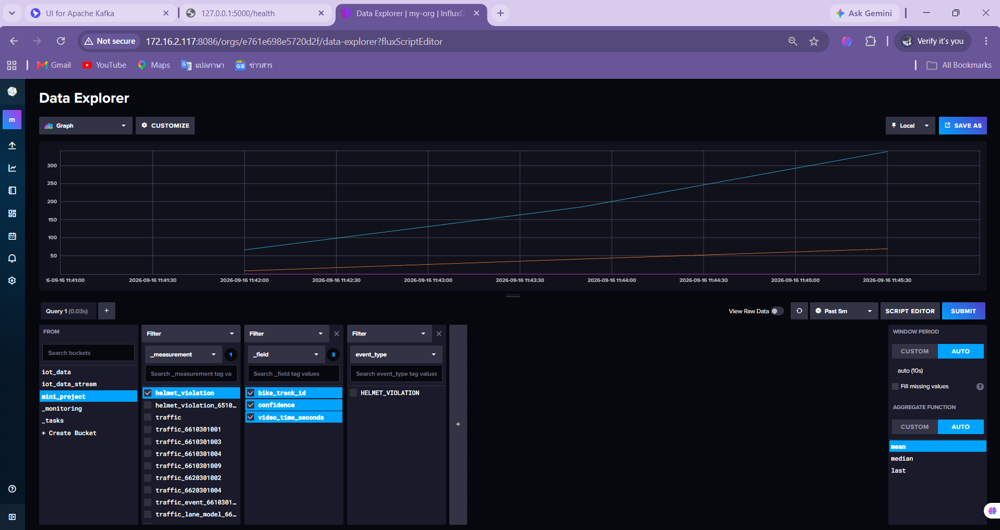 UI for Apache Kafka
127.0.0.1:5000/health
Data Explorer | my-org | InfluxD
Ask Gemini
Not secure
172.16.2.117:8086/orgs/e761e698e5720d2f/data-explorer?fluxScriptEditor
Verify it's you
Gmail
YouTube
Maps
แปลภาษา
ข่าวสาร
All Bookmarks
Data Explorer
m
Graph
CUSTOMIZE
Local
SAVE AS
300
250
200
150
100
50
26-09-16 11:41:00
2026-09-16 11:41:30
2026-09-16 11:42:00
2026-09-16 11:42:30
2026-09-16 11:43:00
2026-09-16 11:43:30
2026-09-16 11:44:00
2026-09-16 11:44:30
2026-09-16 11:45:00
2026-09-16 11:45:30
Query 1 (0.03s)
+
View Raw Data
Past 5m
SCRIPT EDITOR
SUBMIT
FROM
Search buckets
iot_data
iot_data_stream
mini_project
_monitoring
_tasks
+ Create Bucket
Filter
_measurement
1
Search _measurement tag va
helmet_violation
helmet_violation_6510…
traffic
traffic_6610301001
traffic_6610301003
traffic_6610301004
traffic_6610301009
traffic_6620301002
traffic_6620301004
traffic_event_6610301…
traffic_lane_model_66…
Filter
_field
3
Search _field tag values
bike_track_id
confidence
video_time_seconds
Filter
event_type
Search event_type tag values
HELMET_VIOLATION
+
WINDOW PERIOD
CUSTOM
AUTO
auto (10s)
Fill missing values
?
AGGREGATE FUNCTION
CUSTOM
AUTO
mean
median
last